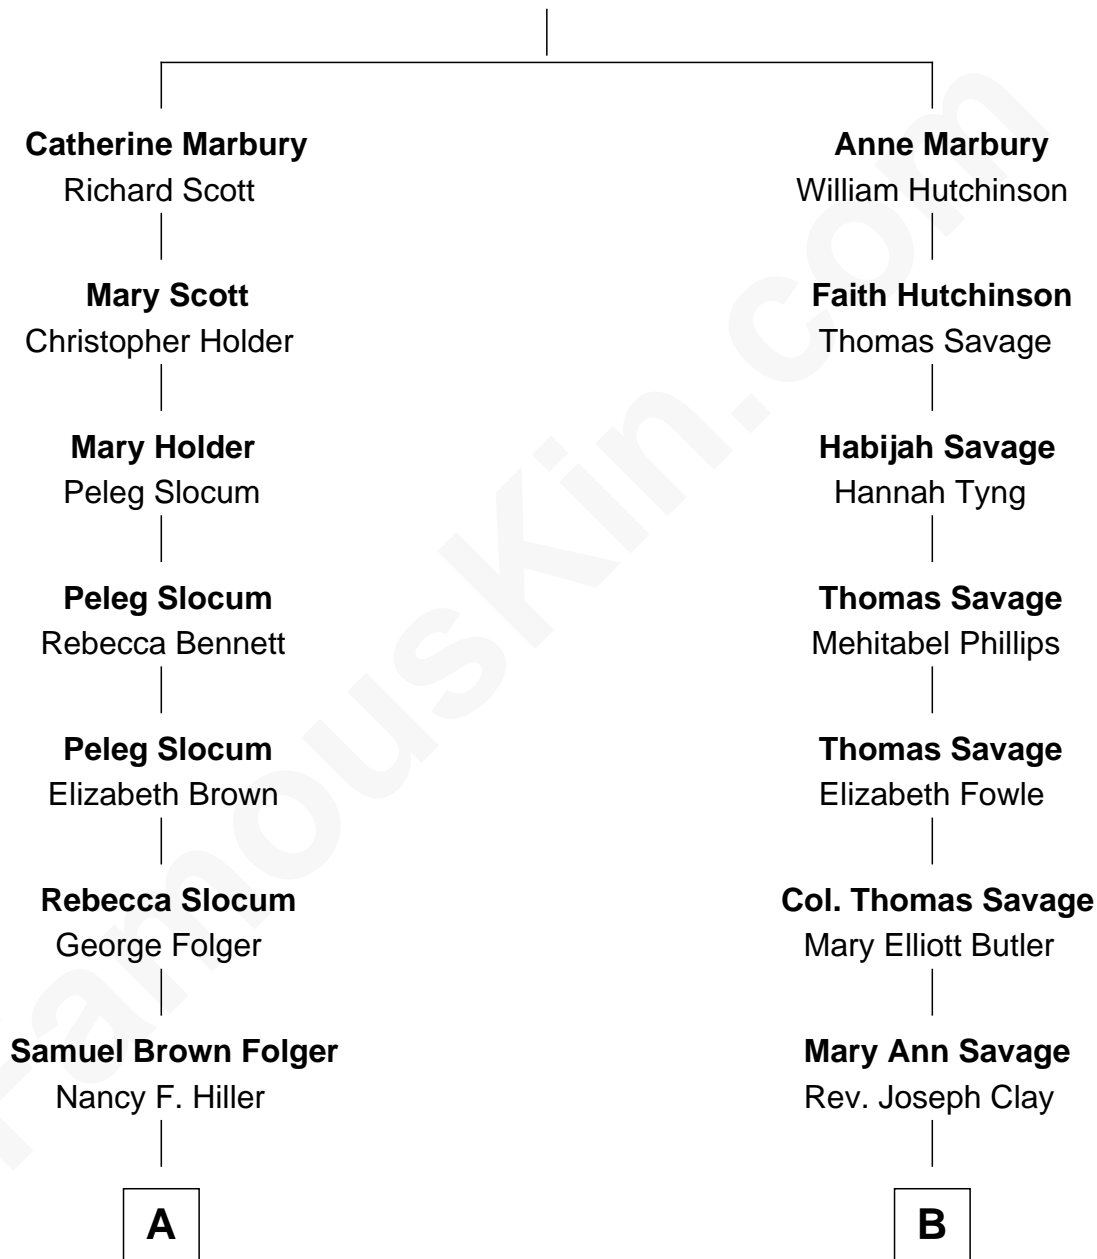 Catherine Marbury
Richard Scott
Anne Marbury
William Hutchinson
Mary Scott
Christopher Holder
Faith Hutchinson
Thomas Savage
Mary Holder
Peleg Slocum
Habijah Savage
Hannah Tyng
Peleg Slocum
Rebecca Bennett
Thomas Savage
Mehitabel Phillips
Peleg Slocum
Elizabeth Brown
Thomas Savage
Elizabeth Fowle
Rebecca Slocum
George Folger
Col. Thomas Savage
Mary Elliott Butler
Samuel Brown Folger
Nancy F. Hiller
Mary Ann Savage
Rev. Joseph Clay
A
B
FamousKin.com